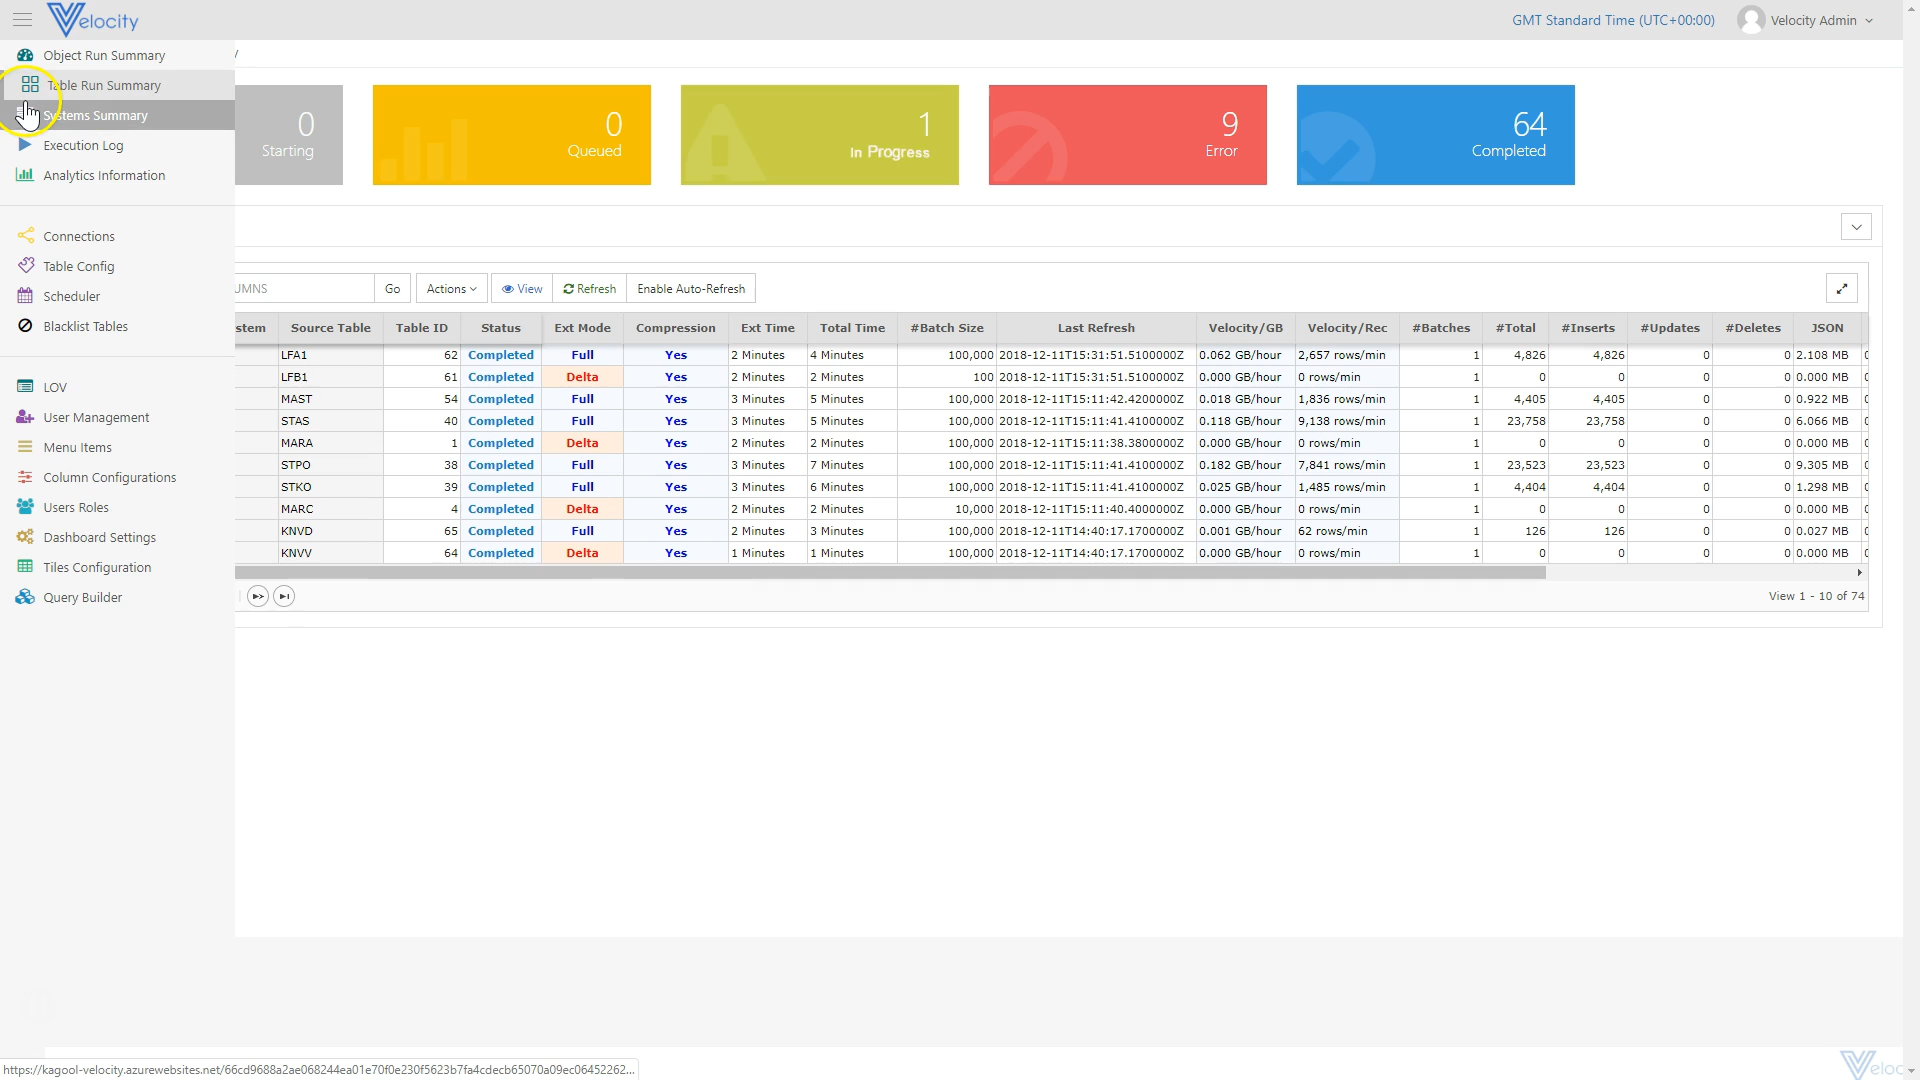 Velocity
GMT Standard Time (UTC+00:00)
Velocity Admin
Object Run Summary
Table Run Summary
Systems Summary
Execution Log
Analytics Information
Connections
Table Config
Scheduler
Blacklist Tables
LOV
User Management
Menu Items
Column Configurations
Users Roles
Dashboard Settings
Tiles Configuration
Query Builder
/
0
Starting
0
Queued
1
In Progress
9
Error
64
Completed
UMNS Go Actions View Refresh Enable Auto-Refresh
stem Source Table Table ID Status Ext Mode Compression Ext Time Total Time #Batch Size Last Refresh Velocity/GB Velocity/Rec #Batches #Total #Inserts #Updates #Deletes JSON
LFA1 62 Completed Full Yes 2 Minutes 4 Minutes 100,000 2018-12-11T15:31:51.5100000Z 0.062 GB/hour 2,657 rows/min 1 4,826 4,826 0 0 2.108 MB
LFB1 61 Completed Delta Yes 2 Minutes 2 Minutes 100 2018-12-11T15:31:51.5100000Z 0.000 GB/hour 0 rows/min 1 0 0 0 0 0.000 MB
MAST 54 Completed Full Yes 3 Minutes 5 Minutes 100,000 2018-12-11T15:11:42.4200000Z 0.018 GB/hour 1,836 rows/min 1 4,405 4,405 0 0 0.922 MB
STAS 40 Completed Full Yes 3 Minutes 5 Minutes 100,000 2018-12-11T15:11:41.4100000Z 0.118 GB/hour 9,138 rows/min 1 23,758 23,758 0 0 6.066 MB
MARA 1 Completed Delta Yes 2 Minutes 2 Minutes 100,000 2018-12-11T15:11:38.3800000Z 0.000 GB/hour 0 rows/min 1 0 0 0 0 0.000 MB
STPO 38 Completed Full Yes 3 Minutes 7 Minutes 100,000 2018-12-11T15:11:41.4100000Z 0.182 GB/hour 7,841 rows/min 1 23,523 23,523 0 0 9.305 MB
STKO 39 Completed Full Yes 3 Minutes 6 Minutes 100,000 2018-12-11T15:11:41.4100000Z 0.025 GB/hour 1,485 rows/min 1 4,404 4,404 0 0 1.298 MB
MARC 4 Completed Delta Yes 2 Minutes 2 Minutes 10,000 2018-12-11T15:11:40.4000000Z 0.000 GB/hour 0 rows/min 1 0 0 0 0 0.000 MB
KNVD 65 Completed Full Yes 2 Minutes 3 Minutes 100,000 2018-12-11T14:40:17.1700000Z 0.001 GB/hour 62 rows/min 1 126 126 0 0 0.027 MB
KNVV 64 Completed Delta Yes 1 Minutes 1 Minutes 100,000 2018-12-11T14:40:17.1700000Z 0.000 GB/hour 0 rows/min 1 0 0 0 0 0.000 MB
View 1 - 10 of 74
https://kagool-velocity.azurewebsites.net/66cd9688a2ae068244ea01e70f0e230f5623b7fa4cdecb65070a09ec06452262...
Veloc